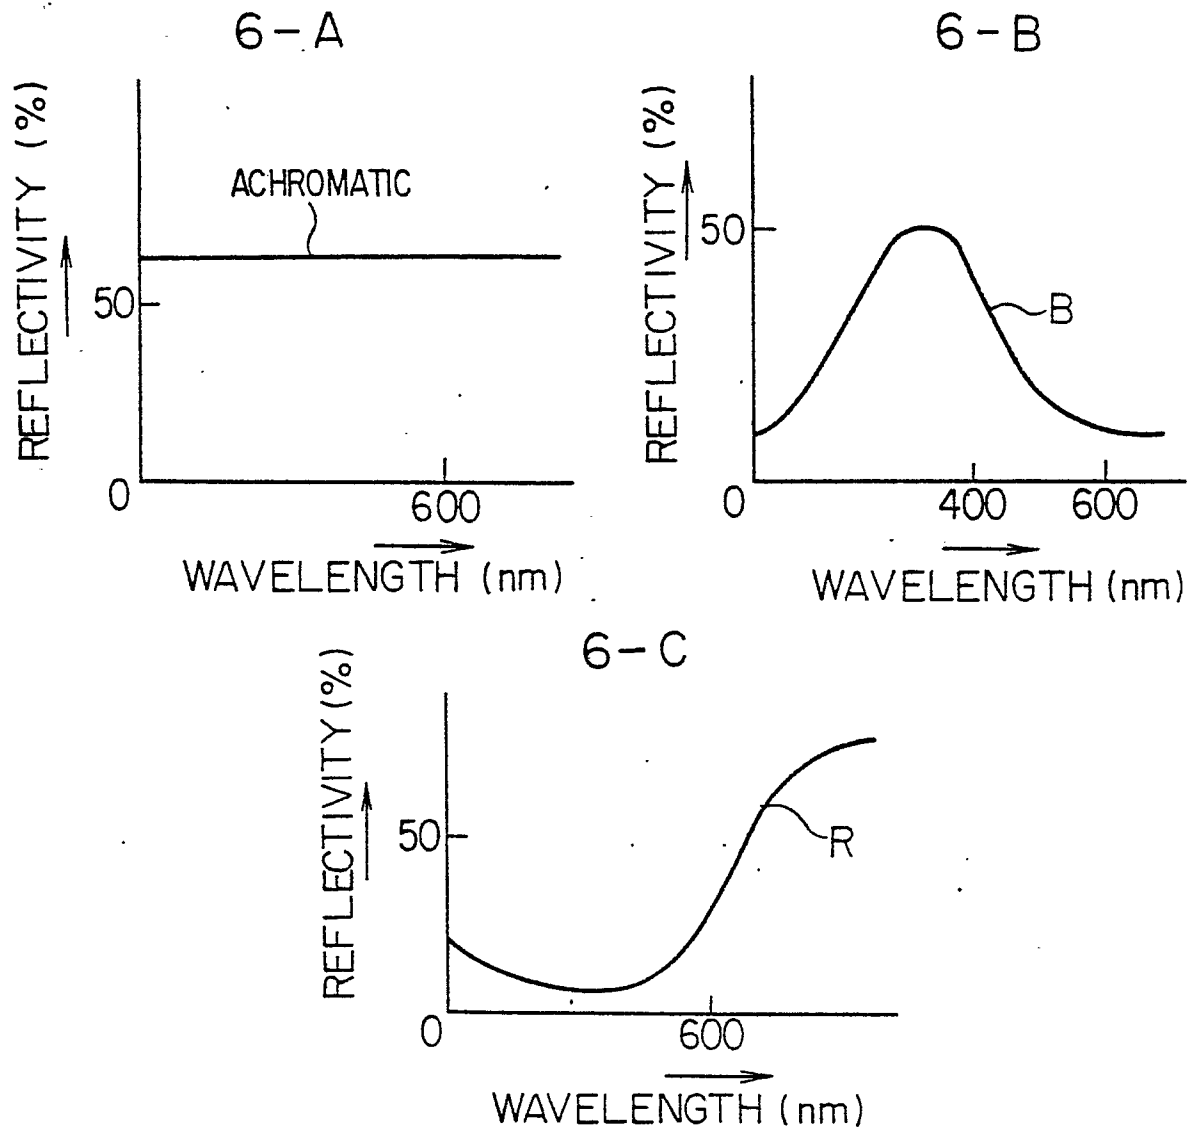 6-A
REFLECTIVITY (%)
ACHROMATIC
50
0
600
WAVELENGTH (nm)
6-B
REFLECTIVITY (%)
50
B
0
400
600
WAVELENGTH (nm)
6-C
REFLECTIVITY (%)
50
R
0
600
WAVELENGTH (nm)